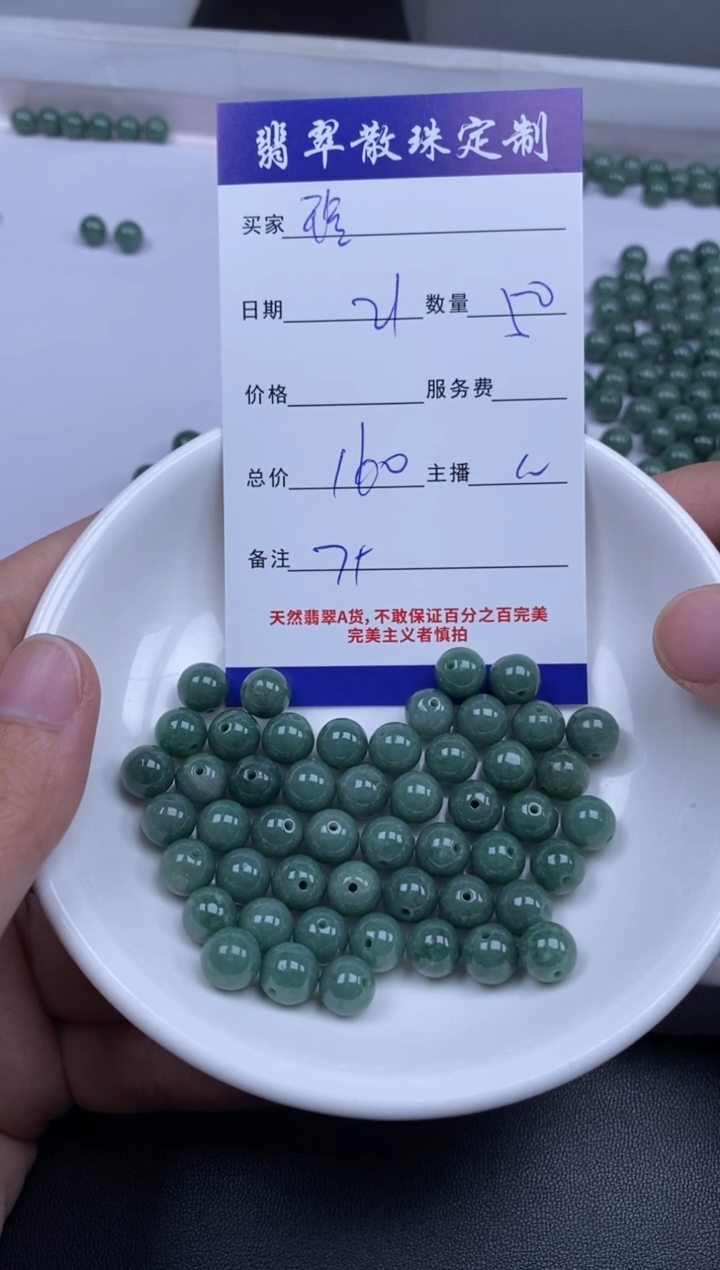 翡翠散珠定制
买家
日期 21 数量 50
价格 服务费
总价 160 主播
备注 7+
天然翡翠A货，不敢保证百分之百完美
完美主义者慎拍